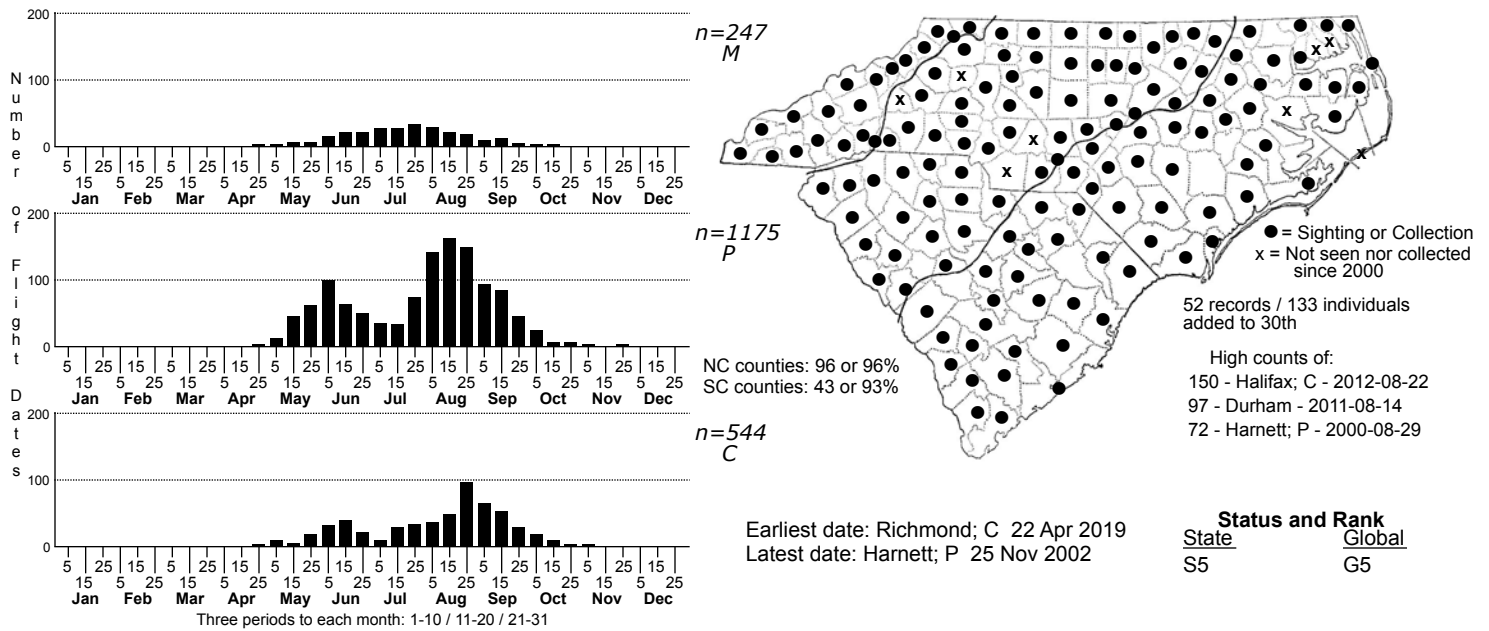 Number of Flight Dates
200
100
0
5 15 25 5 15 25 5 15 25 5 15 25 5 15 25 5 15 25 5 15 25 5 15 25 5 15 25 5 15 25 5 15 25 5 15 25
Jan Feb Mar Apr May Jun Jul Aug Sep Oct Nov Dec
n=247
M
200
100
0
5 15 25 5 15 25 5 15 25 5 15 25 5 15 25 5 15 25 5 15 25 5 15 25 5 15 25 5 15 25 5 15 25 5 15 25
Jan Feb Mar Apr May Jun Jul Aug Sep Oct Nov Dec
n=1175
P
200
100
0
5 15 25 5 15 25 5 15 25 5 15 25 5 15 25 5 15 25 5 15 25 5 15 25 5 15 25 5 15 25 5 15 25 5 15 25
Jan Feb Mar Apr May Jun Jul Aug Sep Oct Nov Dec
n=544
C
Three periods to each month: 1-10 / 11-20 / 21-31
= Sighting or Collection
x = Not seen nor collected
since 2000
52 records / 133 individuals
added to 30th
NC counties: 96 or 96%
SC counties: 43 or 93%
High counts of:
150 - Halifax; C - 2012-08-22
97 - Durham - 2011-08-14
72 - Harnett; P - 2000-08-29
Earliest date: Richmond; C 22 Apr 2019
Latest date: Harnett; P 25 Nov 2002
Status and Rank
State Global
S5 G5